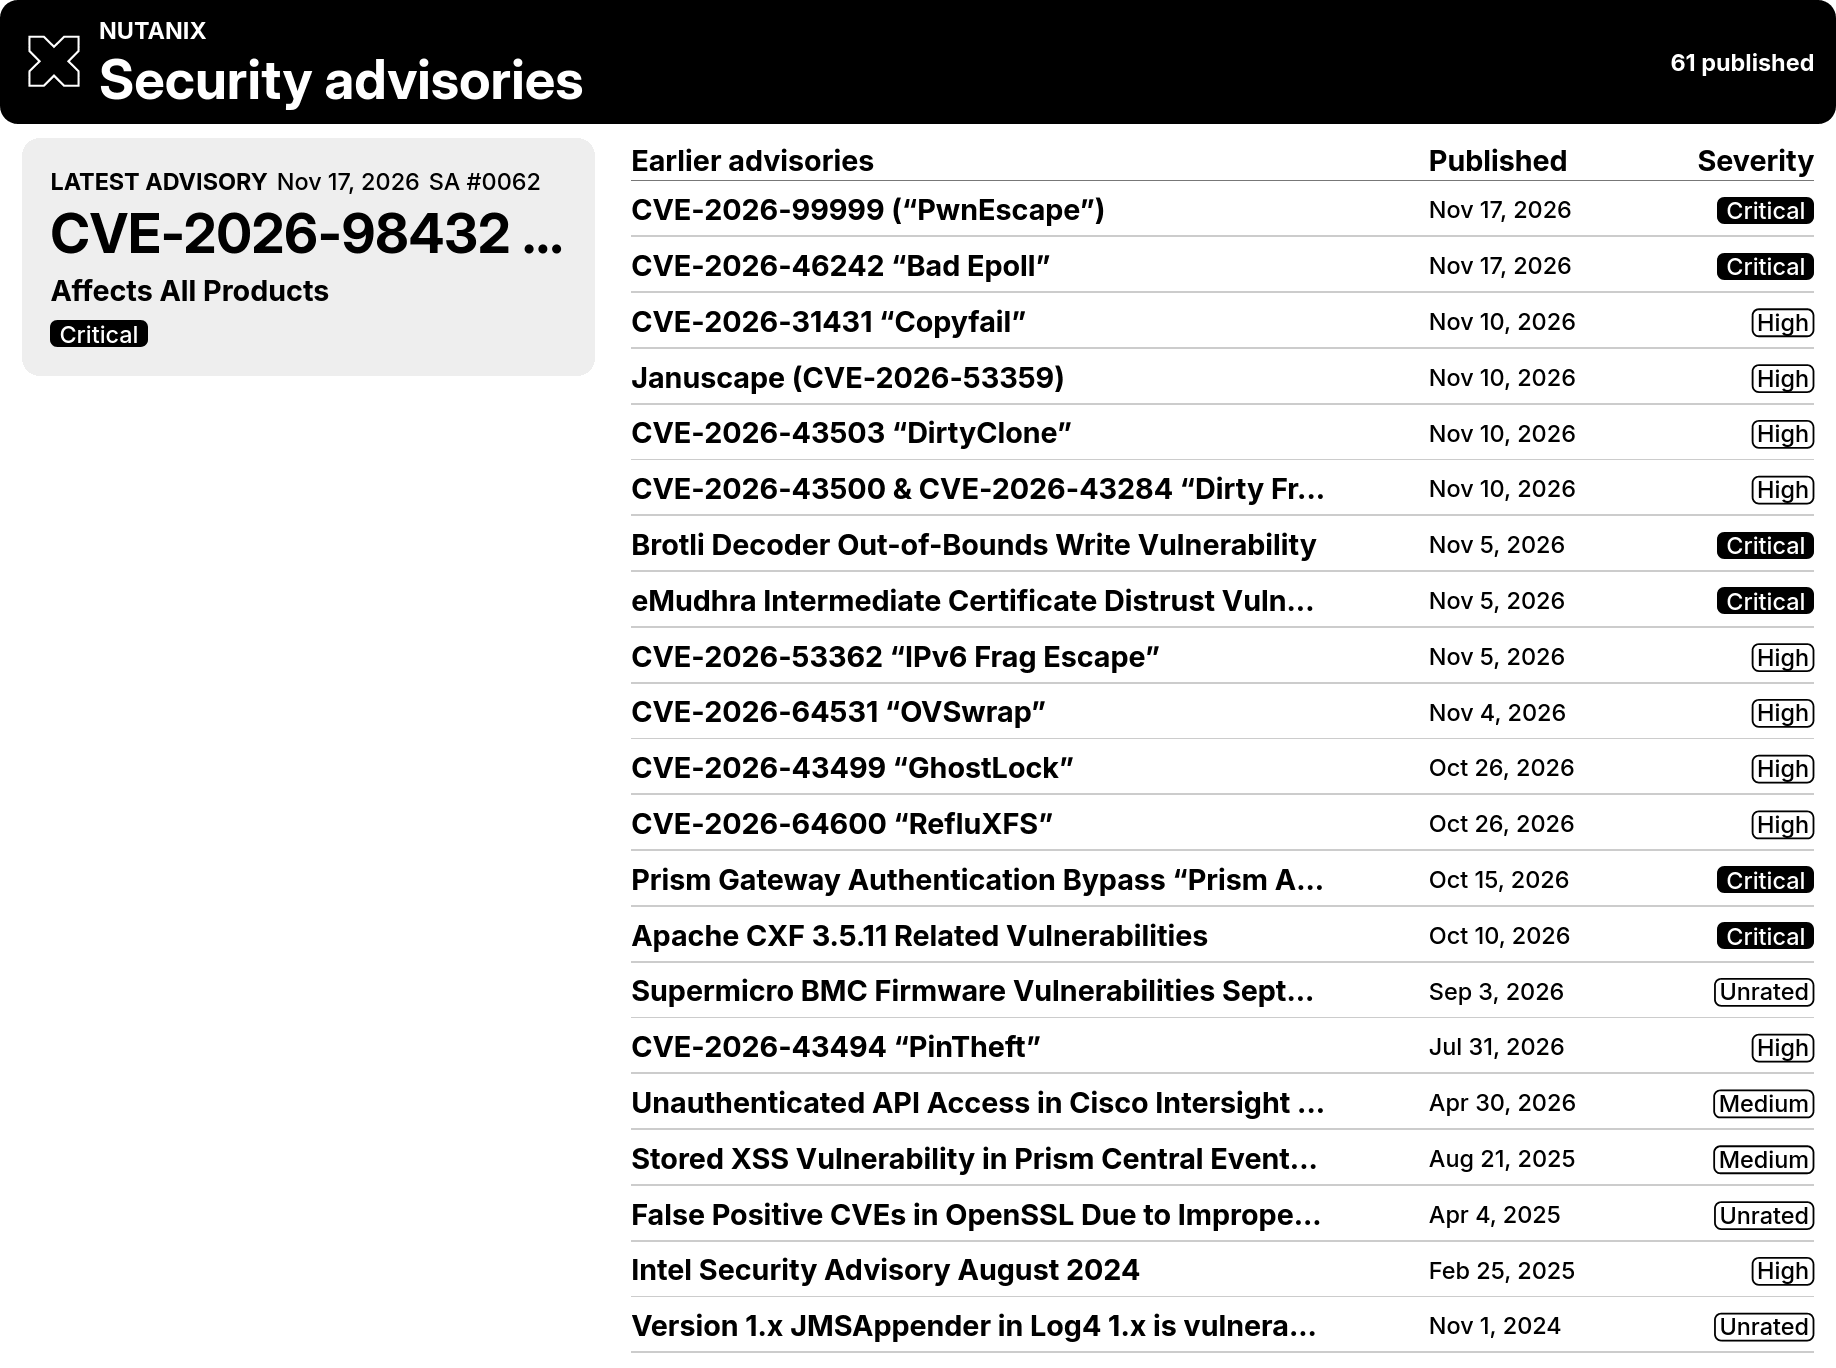 NUTANIX
Security advisories
61 published
LATEST ADVISORY Nov 17, 2026 SA #0062
CVE-2026-98432 ...
Affects All Products
Critical
Earlier advisories Published Severity
CVE-2026-99999 (“PwnEscape”) Nov 17, 2026 Critical
CVE-2026-46242 “Bad Epoll” Nov 17, 2026 Critical
CVE-2026-31431 “Copyfail” Nov 10, 2026 High
Januscape (CVE-2026-53359) Nov 10, 2026 High
CVE-2026-43503 “DirtyClone” Nov 10, 2026 High
CVE-2026-43500 & CVE-2026-43284 “Dirty Fr... Nov 10, 2026 High
Brotli Decoder Out-of-Bounds Write Vulnerability Nov 5, 2026 Critical
eMudhra Intermediate Certificate Distrust Vuln... Nov 5, 2026 Critical
CVE-2026-53362 “IPv6 Frag Escape” Nov 5, 2026 High
CVE-2026-64531 “OVSwrap” Nov 4, 2026 High
CVE-2026-43499 “GhostLock” Oct 26, 2026 High
CVE-2026-64600 “RefluXFS” Oct 26, 2026 High
Prism Gateway Authentication Bypass “Prism A... Oct 15, 2026 Critical
Apache CXF 3.5.11 Related Vulnerabilities Oct 10, 2026 Critical
Supermicro BMC Firmware Vulnerabilities Sept... Sep 3, 2026 Unrated
CVE-2026-43494 “PinTheft” Jul 31, 2026 High
Unauthenticated API Access in Cisco Intersight ... Apr 30, 2026 Medium
Stored XSS Vulnerability in Prism Central Event... Aug 21, 2025 Medium
False Positive CVEs in OpenSSL Due to Imprope... Apr 4, 2025 Unrated
Intel Security Advisory August 2024 Feb 25, 2025 High
Version 1.x JMSAppender in Log4 1.x is vulnera... Nov 1, 2024 Unrated